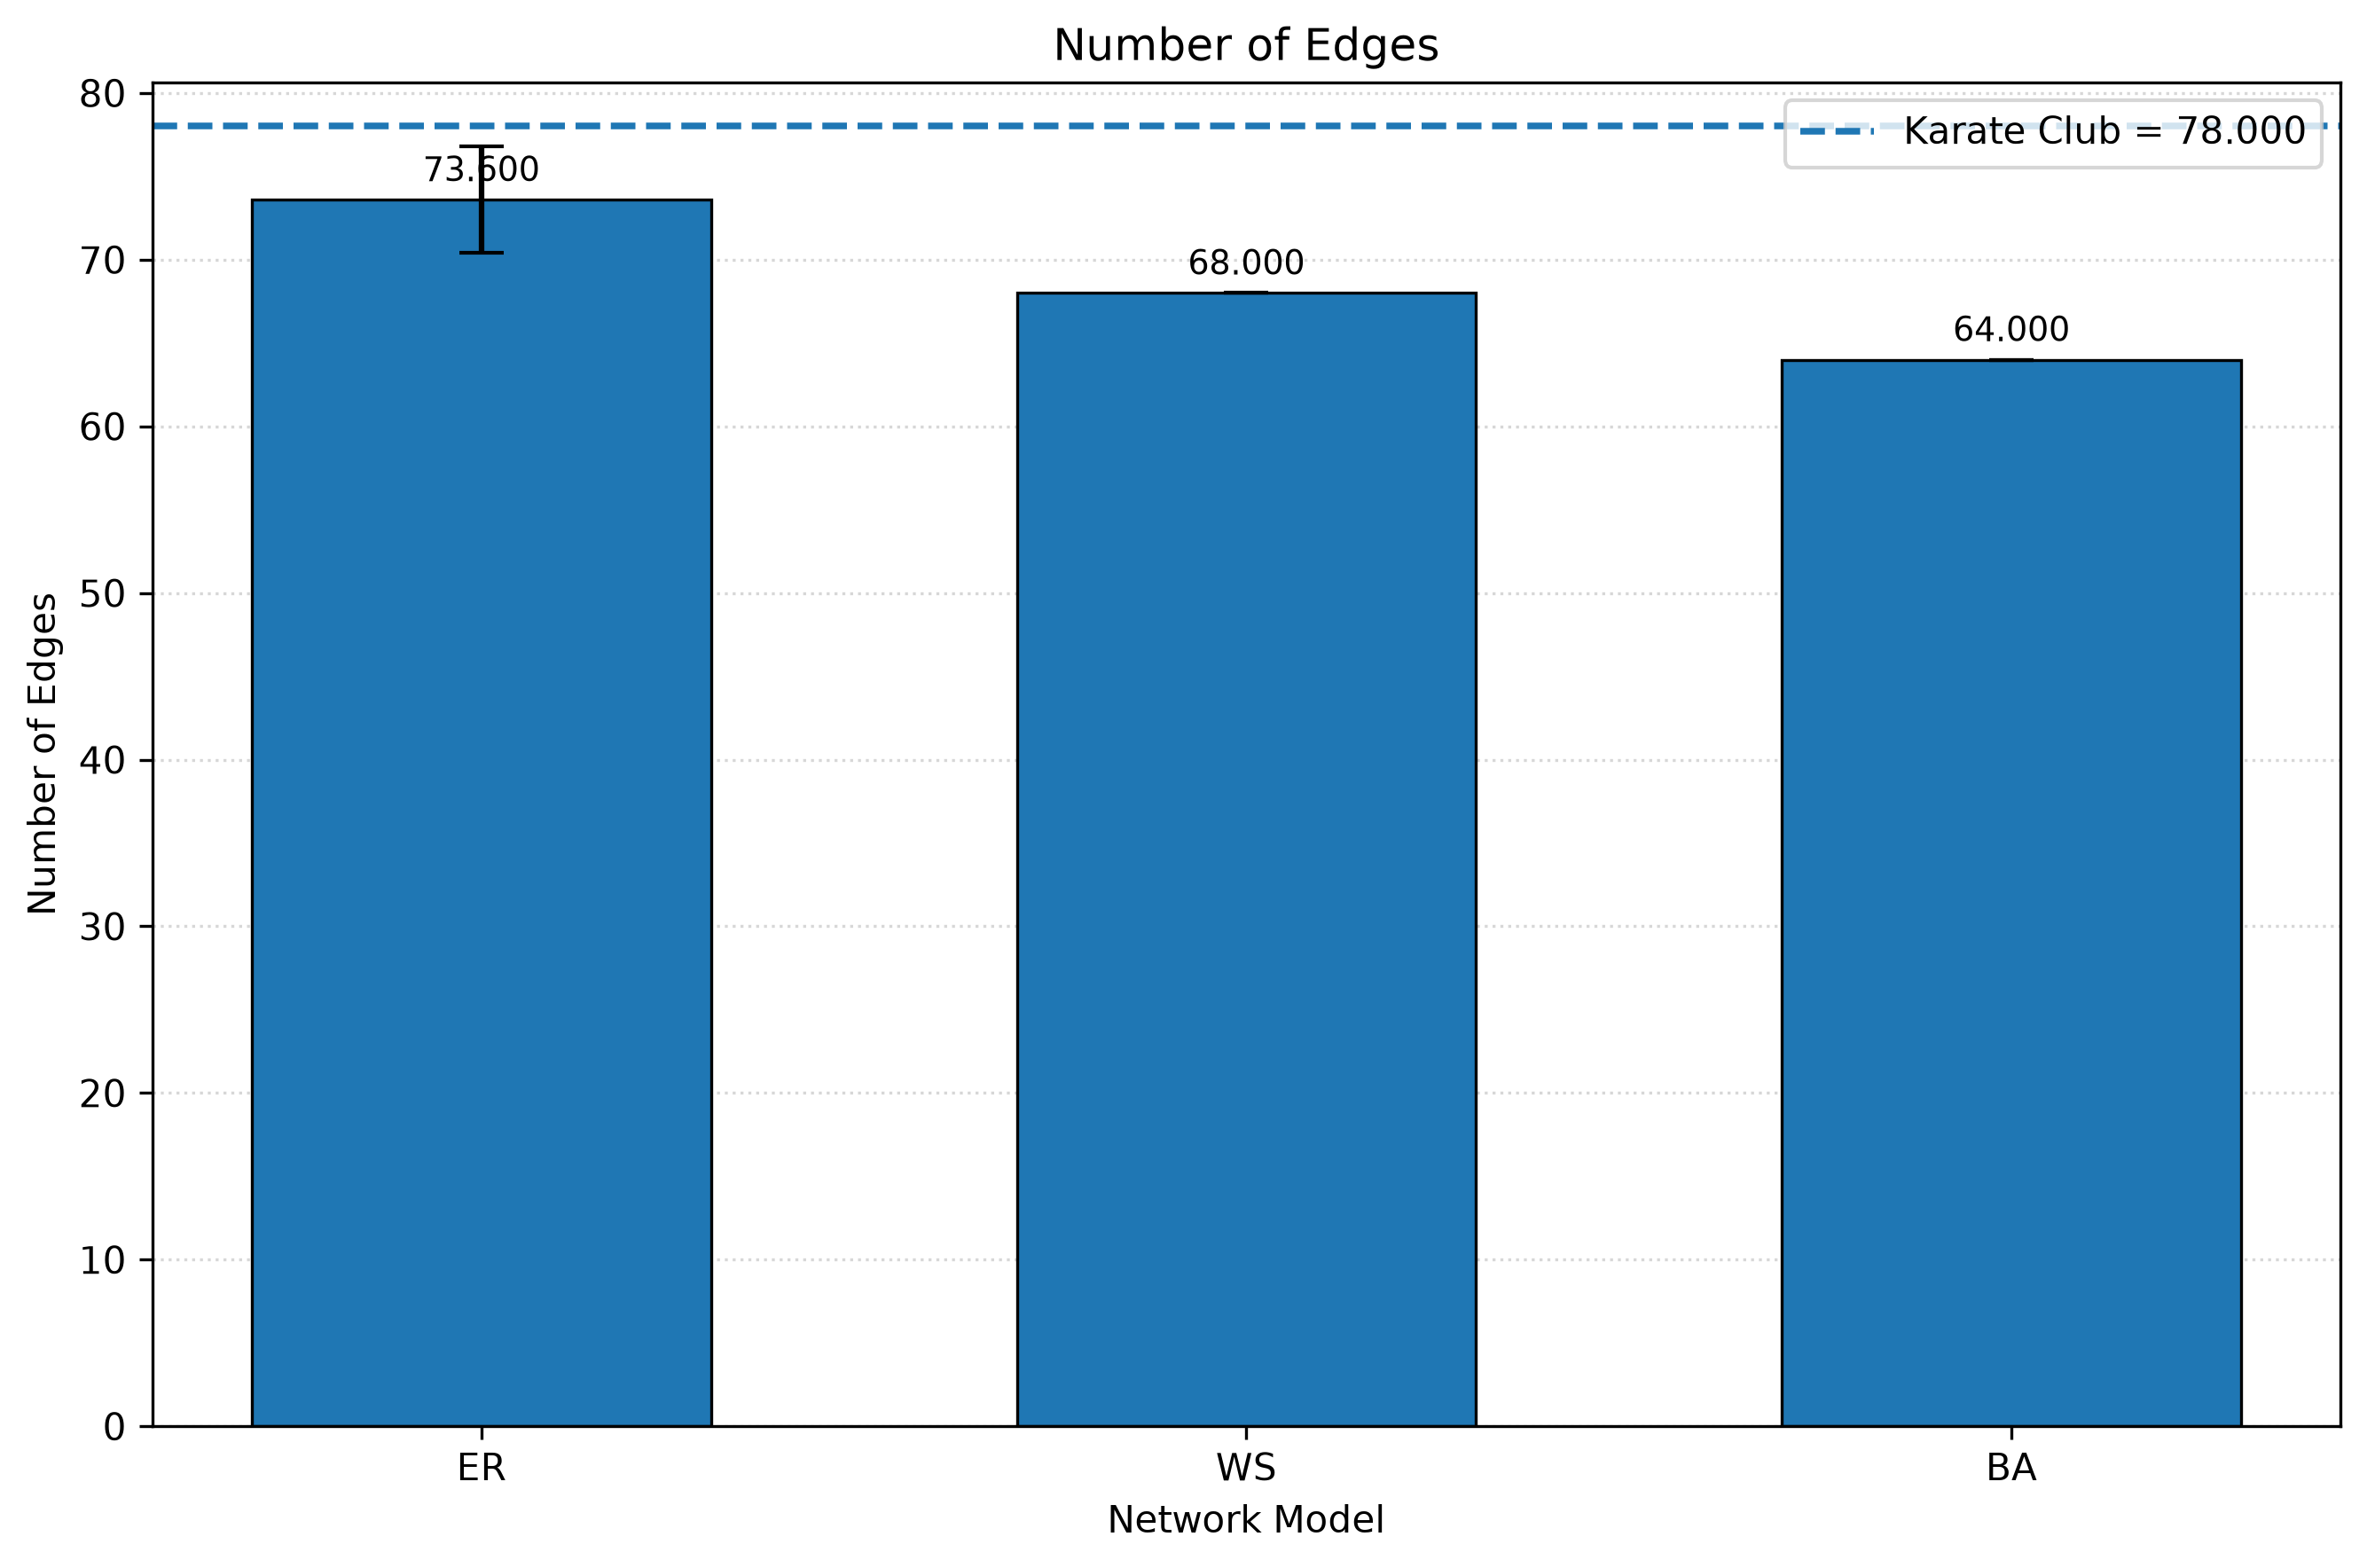 Number of Edges
Karate Club = 78.000
73.600
68.000
64.000
80
70
60
50
40
30
20
10
0
Number of Edges
ER
WS
BA
Network Model